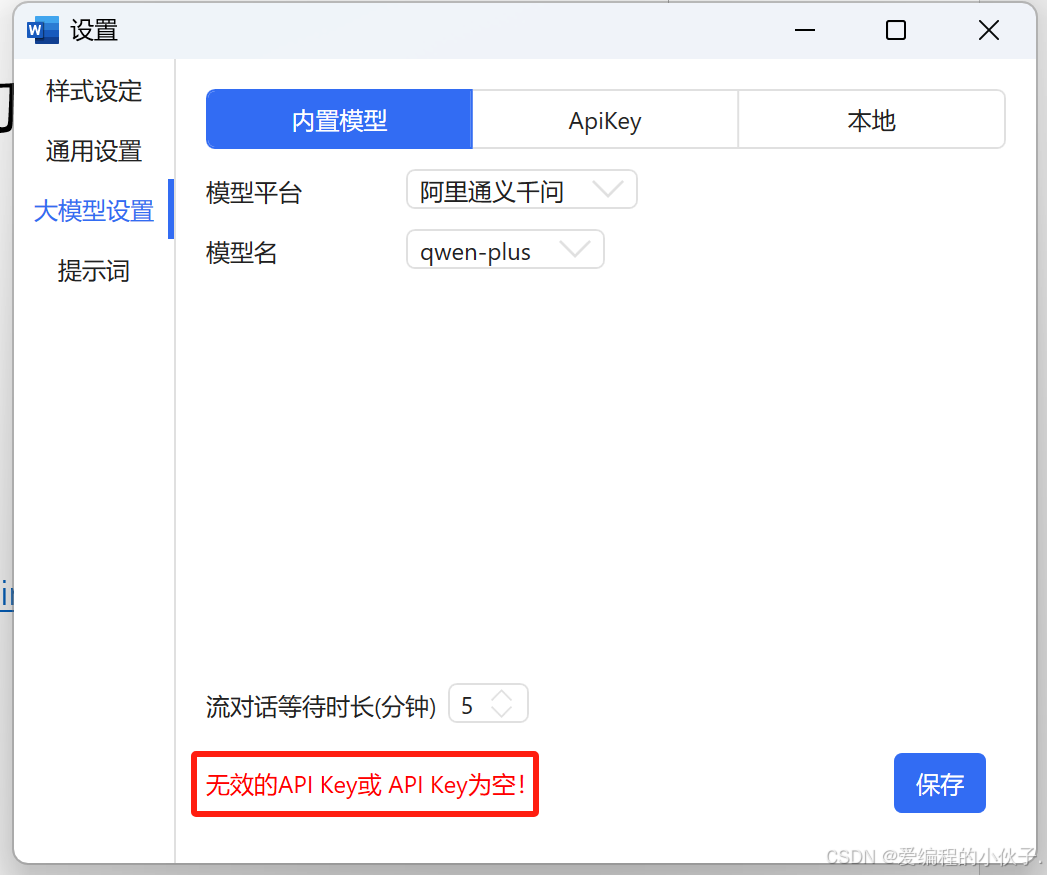 设置
样式设定
通用设置
大模型设置
提示词
内置模型
ApiKey
本地
模型平台
阿里通义千问
模型名
qwen-plus
流对话等待时长(分钟)
5
无效的API Key或 API Key为空！
保存
CSDN @爱编程的小伙子.